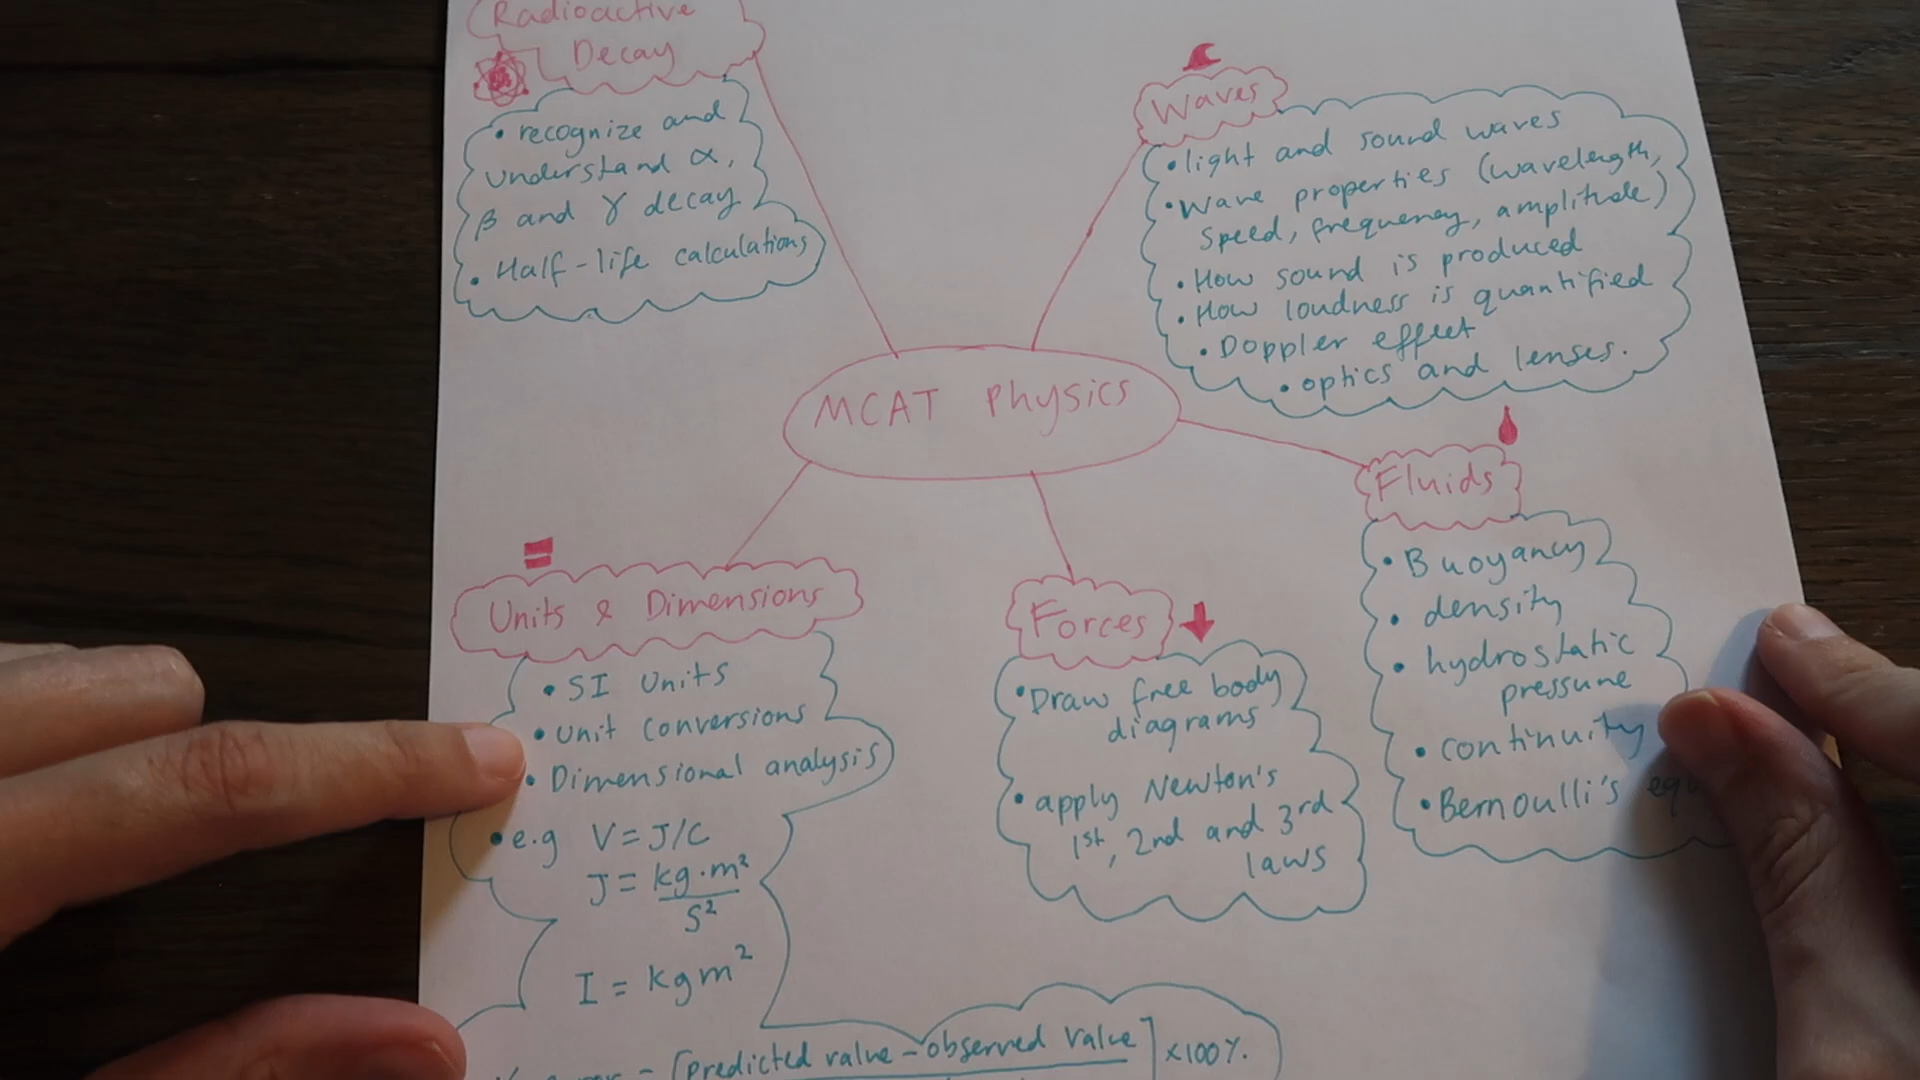 Radioactive
Decay
• recognize and
understand α,
β and γ decay
• Half-life calculations
Waves
• light and sound waves
• Wave properties (wavelength,
speed, frequency, amplitude)
• How sound is produced
• How loudness is quantified
• Doppler effect
• optics and lenses.
MCAT Physics
Fluids
• Buoyancy
• density
• hydrostatic
pressure
• continuity
• Bernoulli's
Units & Dimensions
• SI Units
• Unit conversions
• Dimensional analysis
• e.g V = J/C
J = kg·m²
s²
I = kgm²
Forces
• Draw free body
diagrams
• apply Newton's
1st, 2nd and 3rd
laws
[predicted value - observed value] x100%.